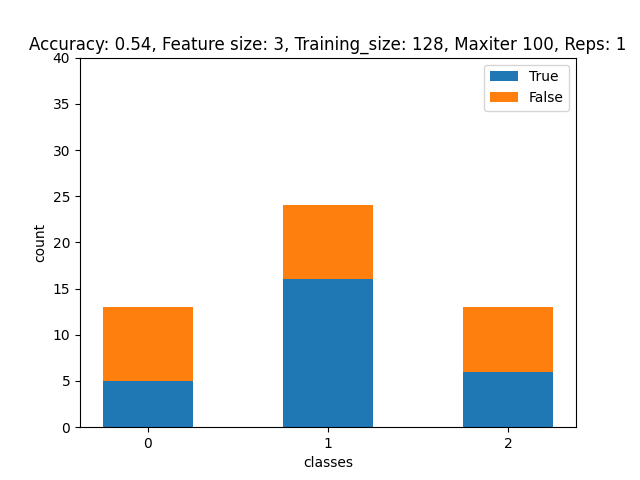 Accuracy: 0.54, Feature size: 3, Training_size: 128, Maxiter 100, Reps: 1
40
True
False
35
30
25
20
15
10
5
0
count
0 1 2
classes